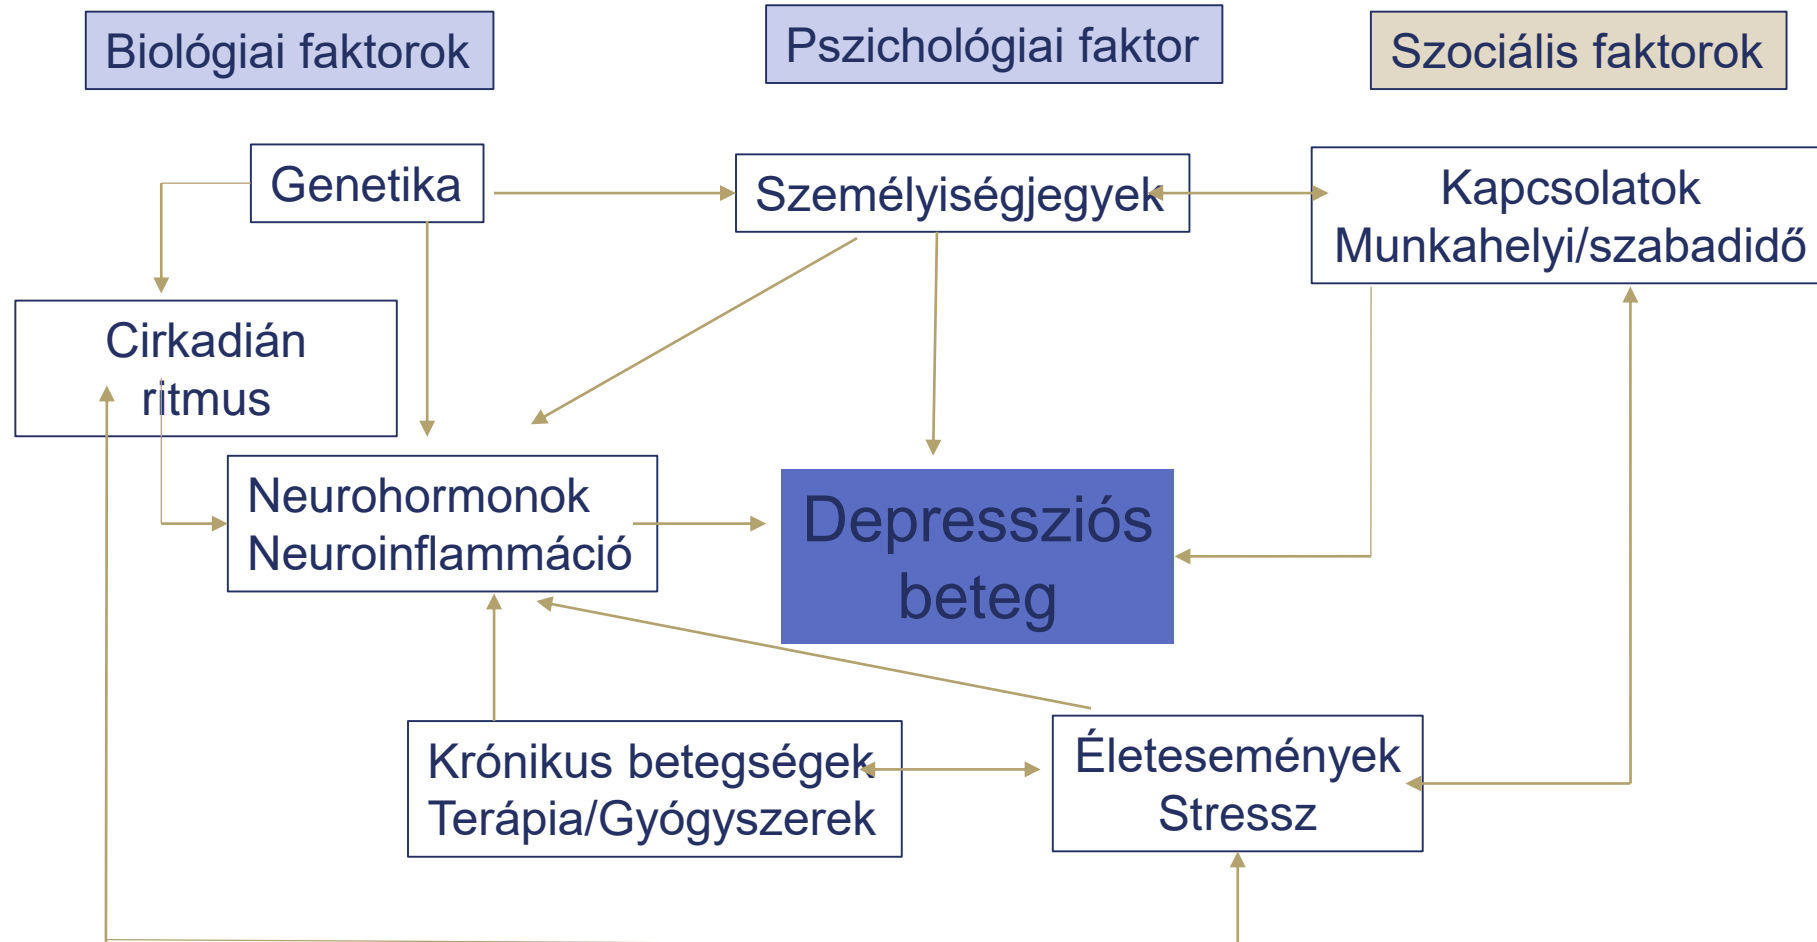 Biológiai faktorok
Pszichológiai faktor
Szociális faktorok
Genetika
Személyiségjegyek
Kapcsolatok
Munkahelyi/szabadidő
Cirkadián
ritmus
Neurohormonok
Neuroinflammáció
Depressziós
beteg
Krónikus betegségek
Terápia/Gyógyszerek
Életesemények
Stressz